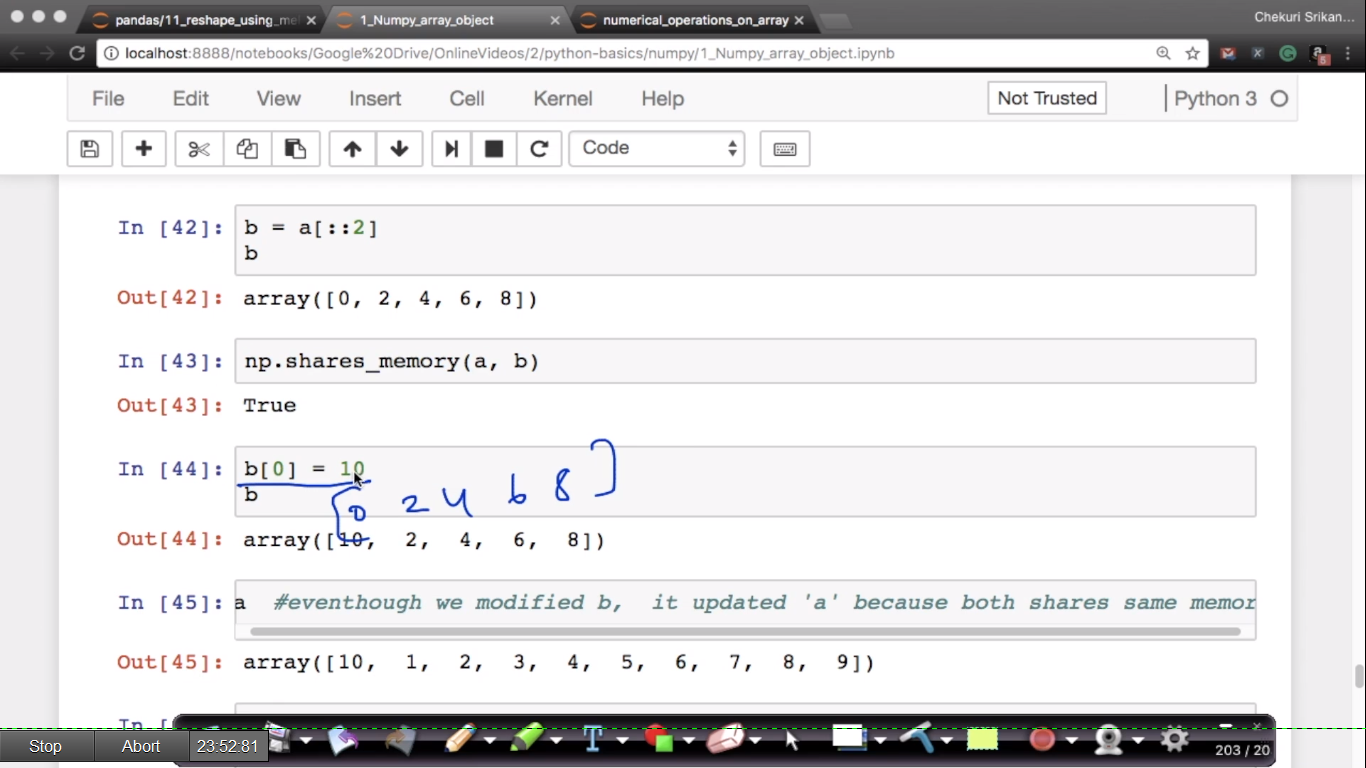 pandas/11_reshape_using_me
1_Numpy_array_object
numerical_operations_on_array
Chekuri Srikan...
localhost:8888/notebooks/Google%20Drive/OnlineVideos/2/python-basics/numpy/1_Numpy_array_object.ipynb
File Edit View Insert Cell Kernel Help Not Trusted Python 3
Code
In [42]: b = a[::2]
b
Out[42]: array([0, 2, 4, 6, 8])
In [43]: np.shares_memory(a, b)
Out[43]: True
In [44]: b[0] = 10
b
[0 2 4 6 8]
Out[44]: array([10, 2, 4, 6, 8])
In [45]: a #eventhough we modified b, it updated 'a' because both shares same memor
Out[45]: array([10, 1, 2, 3, 4, 5, 6, 7, 8, 9])
Stop Abort 23:52:81
203 / 20